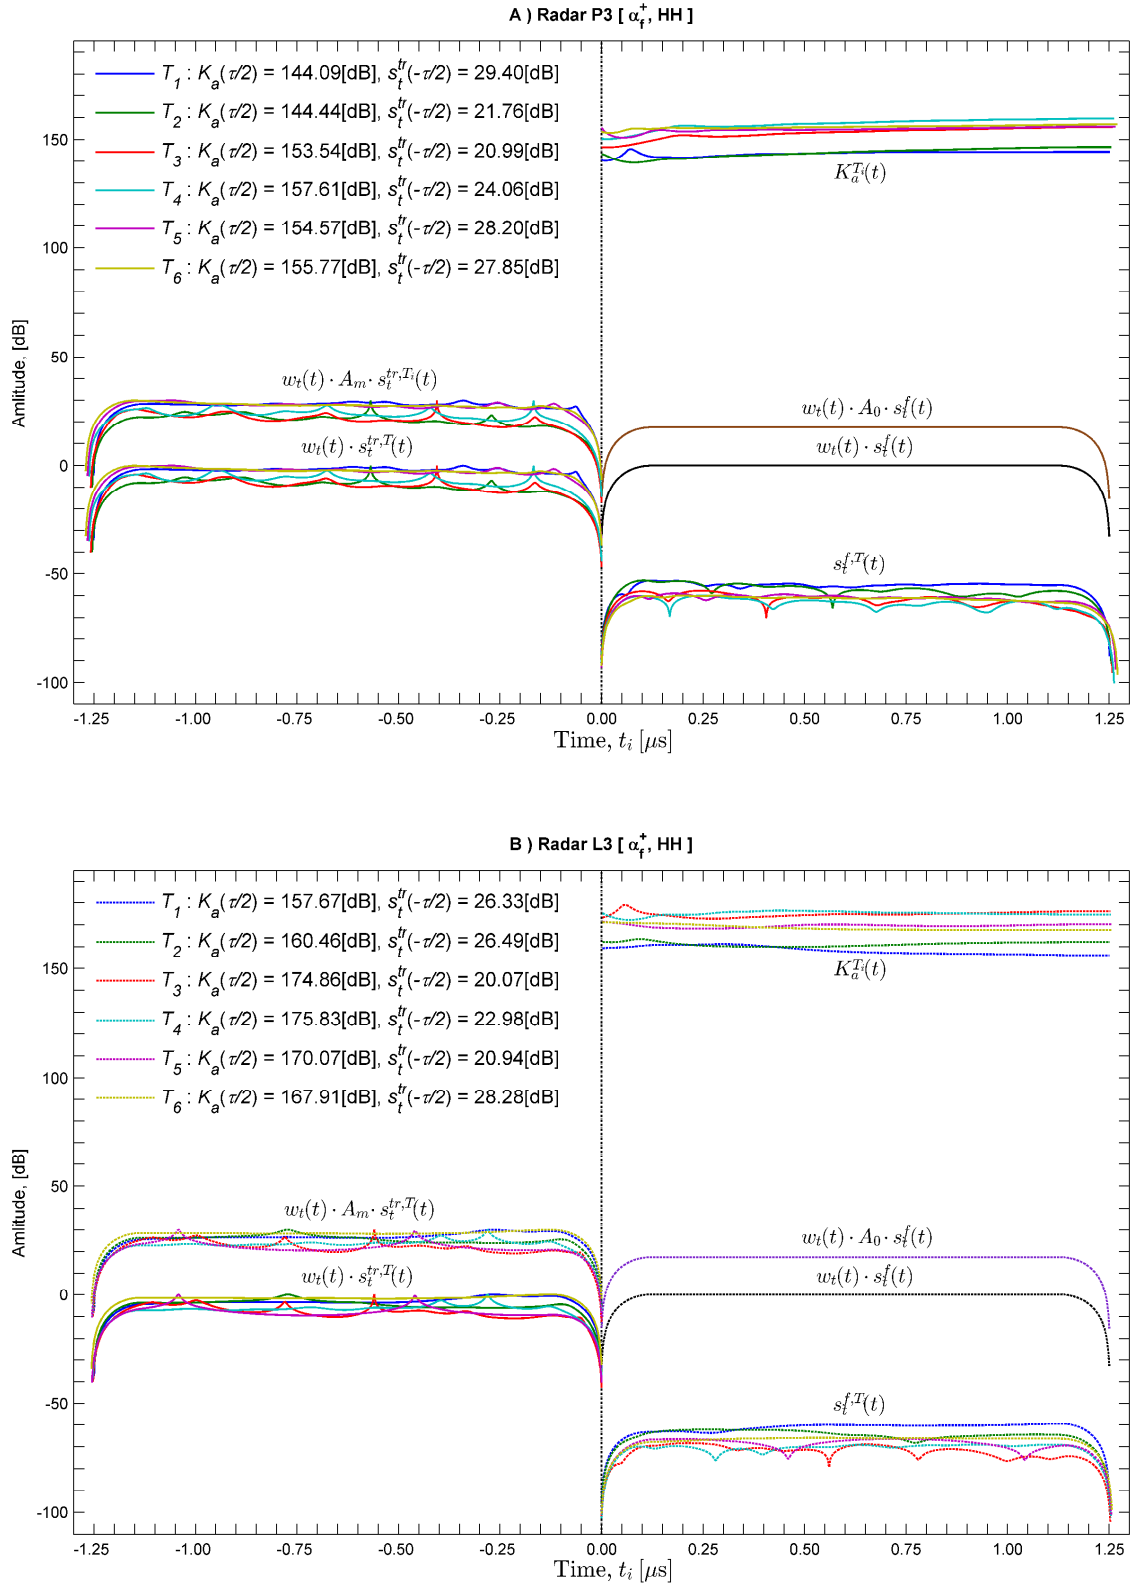 A ) Radar P3 [ α_f^+, HH ]
T_1 : K_a(τ/2) = 144.09[dB], s_t^tr(-τ/2) = 29.40[dB]
T_2 : K_a(τ/2) = 144.44[dB], s_t^tr(-τ/2) = 21.76[dB]
T_3 : K_a(τ/2) = 153.54[dB], s_t^tr(-τ/2) = 20.99[dB]
T_4 : K_a(τ/2) = 157.61[dB], s_t^tr(-τ/2) = 24.06[dB]
T_5 : K_a(τ/2) = 154.57[dB], s_t^tr(-τ/2) = 28.20[dB]
T_6 : K_a(τ/2) = 155.77[dB], s_t^tr(-τ/2) = 27.85[dB]
K_a^{T_i}(t)
w_t(t) · A_m · s_t^{tr,T_i}(t)
w_t(t) · A_0 · s_t^f(t)
w_t(t) · s_t^{tr,T_i}(t)
w_t(t) · s_t^f(t)
s_t^{f,T_i}(t)
Amlitude, [dB]
150
100
50
0
-50
-100
-1.25 -1.00 -0.75 -0.50 -0.25 0.00 0.25 0.50 0.75 1.00 1.25
Time, t_i [μs]
B ) Radar L3 [ α_f^+, HH ]
T_1 : K_a(τ/2) = 157.67[dB], s_t^tr(-τ/2) = 26.33[dB]
T_2 : K_a(τ/2) = 160.46[dB], s_t^tr(-τ/2) = 26.49[dB]
T_3 : K_a(τ/2) = 174.86[dB], s_t^tr(-τ/2) = 20.07[dB]
T_4 : K_a(τ/2) = 175.83[dB], s_t^tr(-τ/2) = 22.98[dB]
T_5 : K_a(τ/2) = 170.07[dB], s_t^tr(-τ/2) = 20.94[dB]
T_6 : K_a(τ/2) = 167.91[dB], s_t^tr(-τ/2) = 28.28[dB]
K_a^{T_i}(t)
w_t(t) · A_m · s_t^{tr,T_i}(t)
w_t(t) · A_0 · s_t^f(t)
w_t(t) · s_t^{tr,T_i}(t)
w_t(t) · s_t^f(t)
s_t^{f,T_i}(t)
Amlitude, [dB]
150
100
50
0
-50
-100
-1.25 -1.00 -0.75 -0.50 -0.25 0.00 0.25 0.50 0.75 1.00 1.25
Time, t_i [μs]